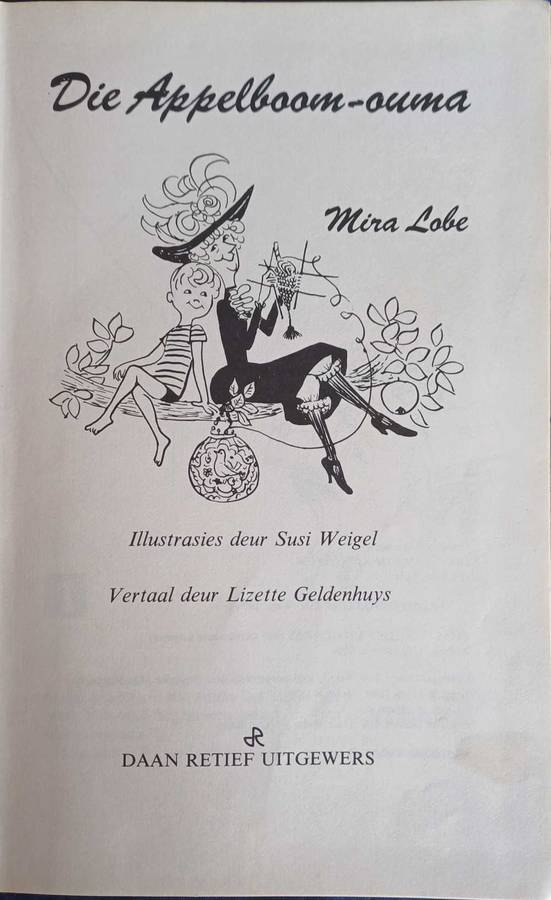 Die Appelboom-ouma
Mira Lobe
Illustrasies deur Susi Weigel
Vertaal deur Lizette Geldenhuys
DAAN RETIEF UITGEWERS